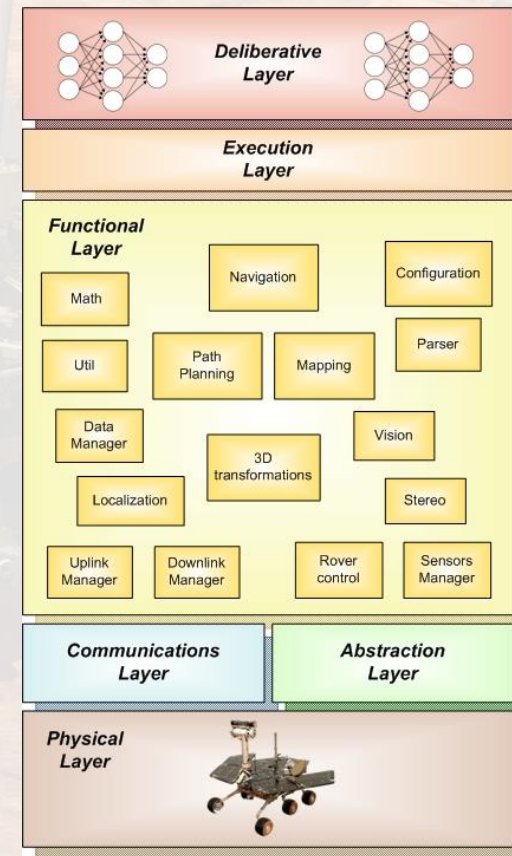 Deliberative
Layer
Execution
Layer
Functional
Layer
Navigation
Configuration
Math
Parser
Util
Path
Planning
Mapping
Data
Manager
Vision
3D
transformations
Localization
Stereo
Uplink
Manager
Downlink
Manager
Rover
control
Sensors
Manager
Communications
Layer
Abstraction
Layer
Physical
Layer